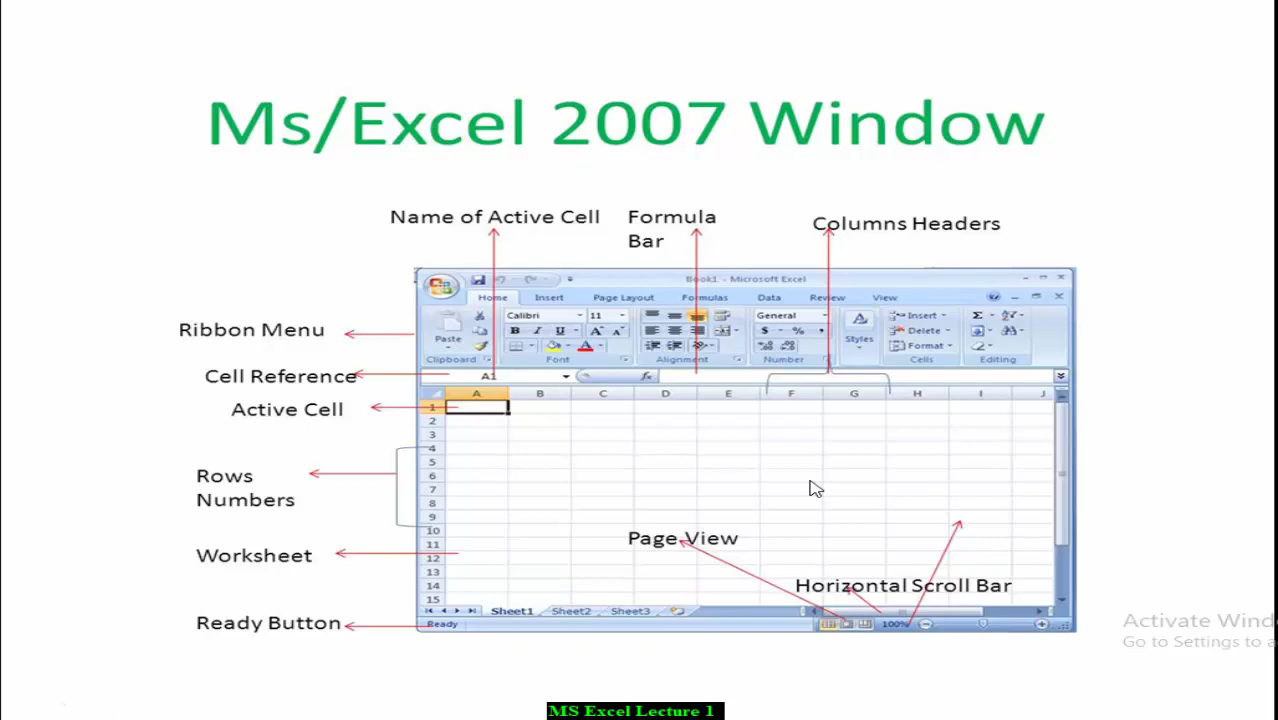 Ms/Excel 2007 Window
Name of Active Cell
Formula
Bar
Columns Headers
Book1 - Microsoft Excel
Home Insert Page Layout Formulas Data Review View
Ribbon Menu
Calibri 11 General Insert
B I U A A $ % , Delete
Paste Styles Format
Clipboard Font Alignment Number Cells Editing
Cell Reference
A1 fx
A B C D E F G H I J
Active Cell
1
2
3
4
5
6
7
8
9
10
11
12
13
14
15
Rows
Numbers
Page View
Worksheet
Horizontal Scroll Bar
Sheet1 Sheet2 Sheet3
Ready Button
Ready 100%
Activate Wind
Go to Settings to a
MS Excel Lecture 1